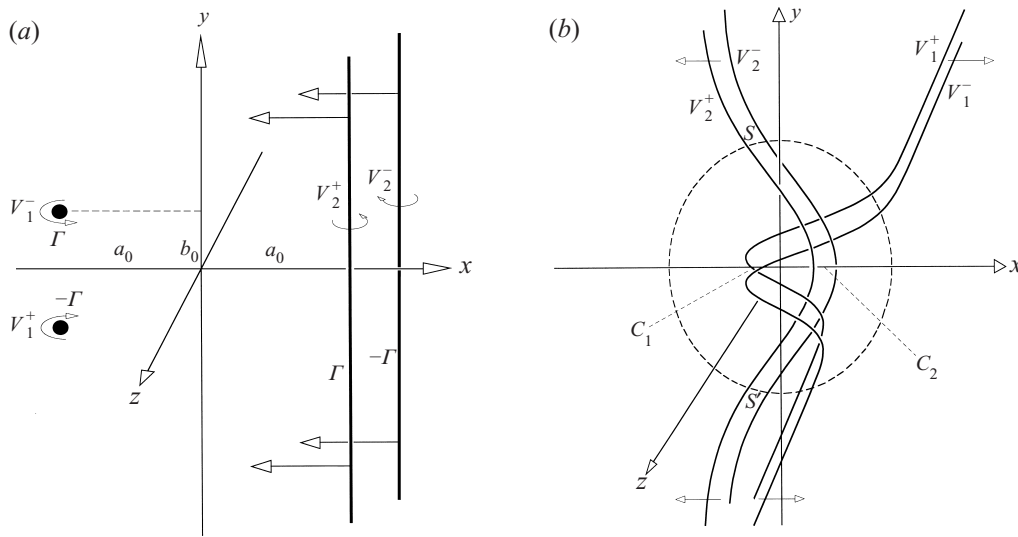 (a)
y
V₂⁺
V₂⁻
V₁⁻
Γ
a₀
b₀
a₀
x
−Γ
V₁⁺
Γ
−Γ
z
(b)
y
V₂⁻
V₁⁺
V₂⁺
V₁⁻
S
x
C₁
C₂
S′
z